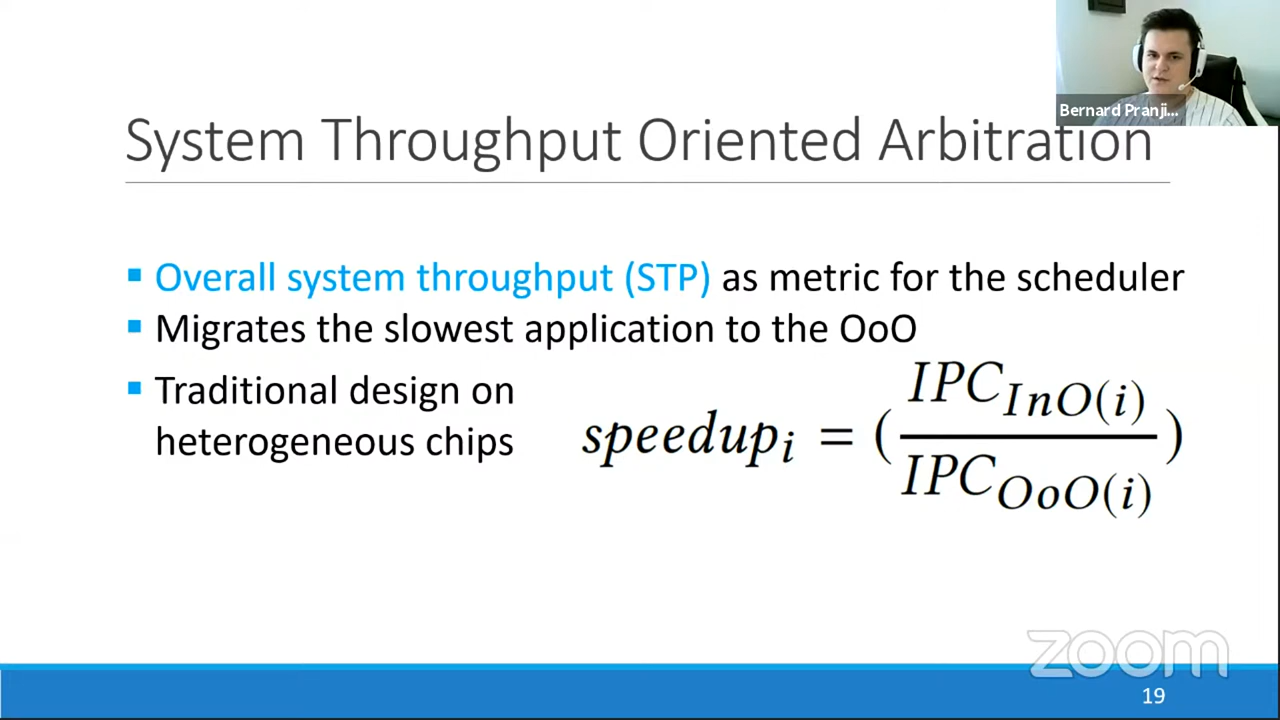 Bernard Pranji...
System Throughput Oriented Arbitration
▪ Overall system throughput (STP) as metric for the scheduler
▪ Migrates the slowest application to the OoO
▪ Traditional design on
heterogeneous chips
speedup_i = (IPC_InO(i) / IPC_OoO(i))
zoom
19